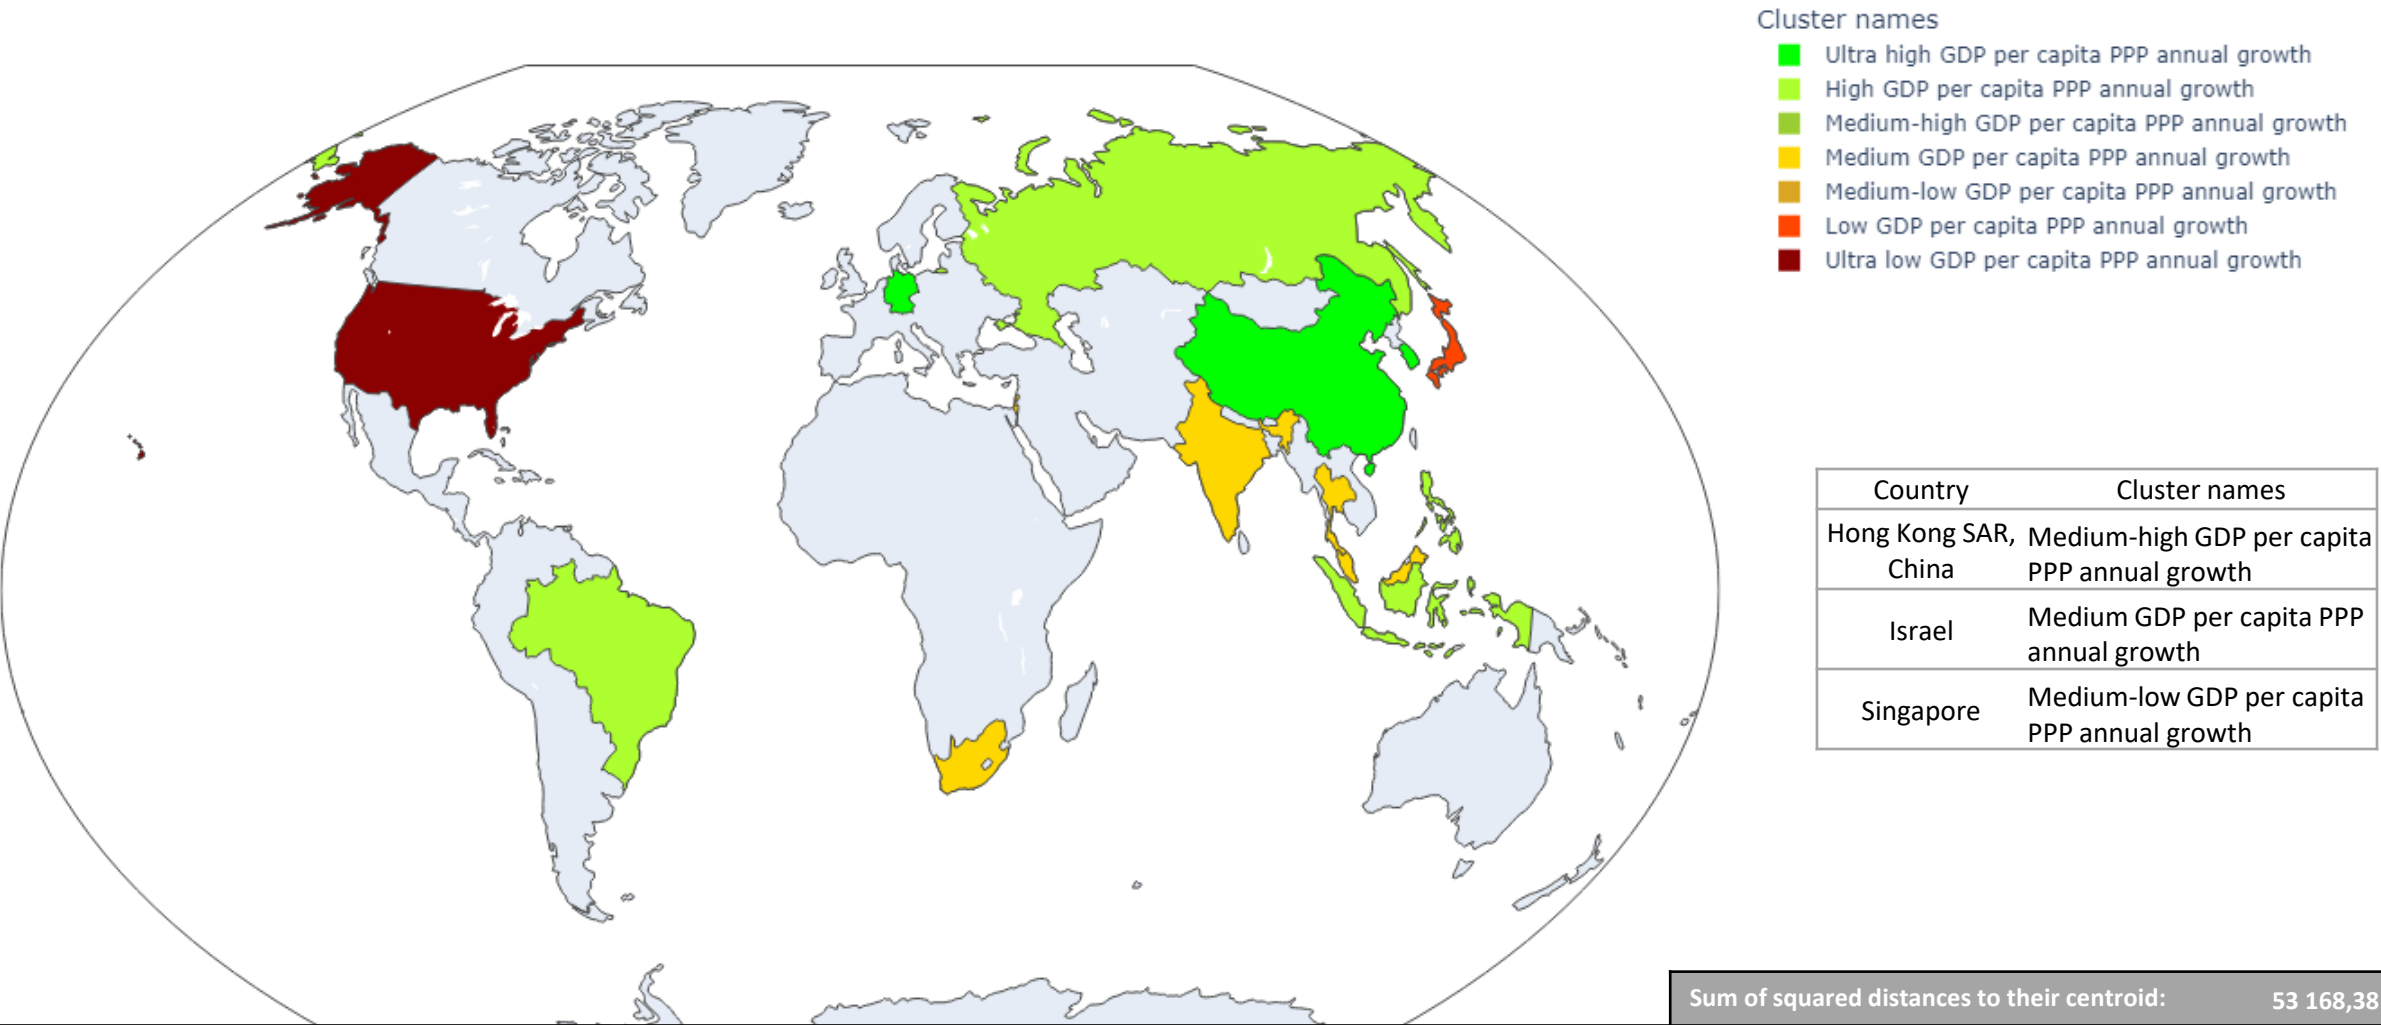 Cluster names
Ultra high GDP per capita PPP annual growth
High GDP per capita PPP annual growth
Medium-high GDP per capita PPP annual growth
Medium GDP per capita PPP annual growth
Medium-low GDP per capita PPP annual growth
Low GDP per capita PPP annual growth
Ultra low GDP per capita PPP annual growth
Country Cluster names
Hong Kong SAR, China
Medium-high GDP per capita
PPP annual growth
Israel
Medium GDP per capita PPP
annual growth
Singapore
Medium-low GDP per capita
PPP annual growth
Sum of squared distances to their centroid: 53 168,38